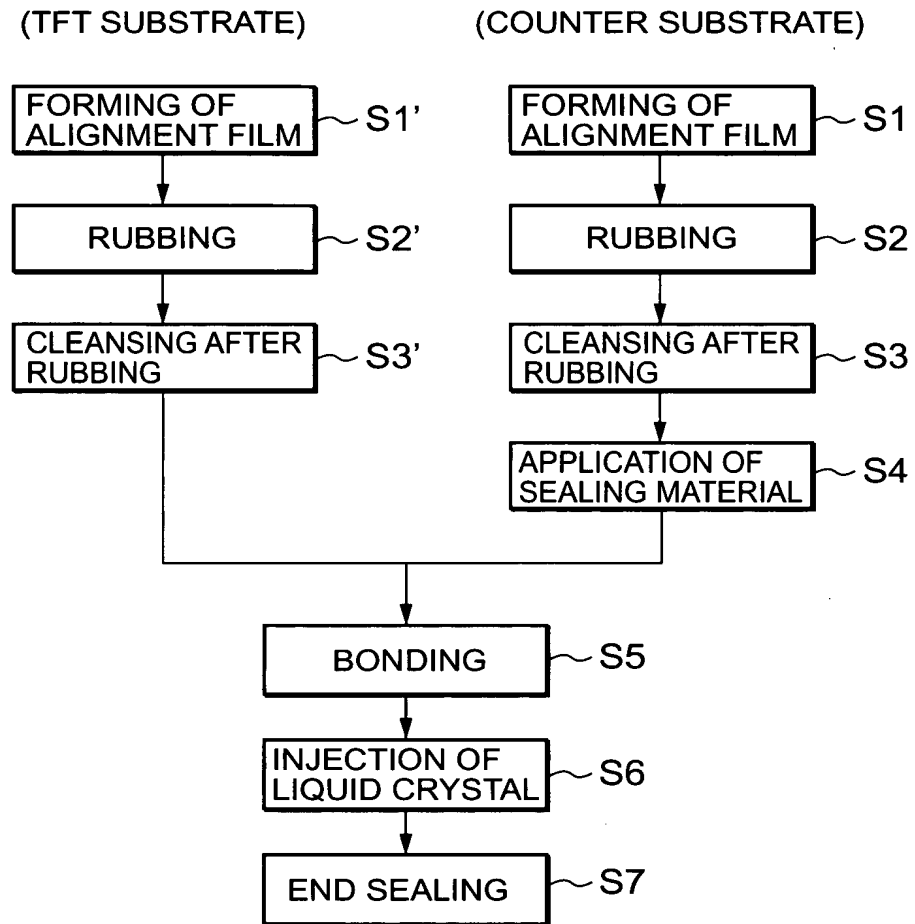 (TFT SUBSTRATE)
(COUNTER SUBSTRATE)
FORMING OF
ALIGNMENT FILM
S1'
FORMING OF
ALIGNMENT FILM
S1
RUBBING
S2'
RUBBING
S2
CLEANSING AFTER
RUBBING
S3'
CLEANSING AFTER
RUBBING
S3
APPLICATION OF
SEALING MATERIAL
S4
BONDING
S5
INJECTION OF
LIQUID CRYSTAL
S6
END SEALING
S7